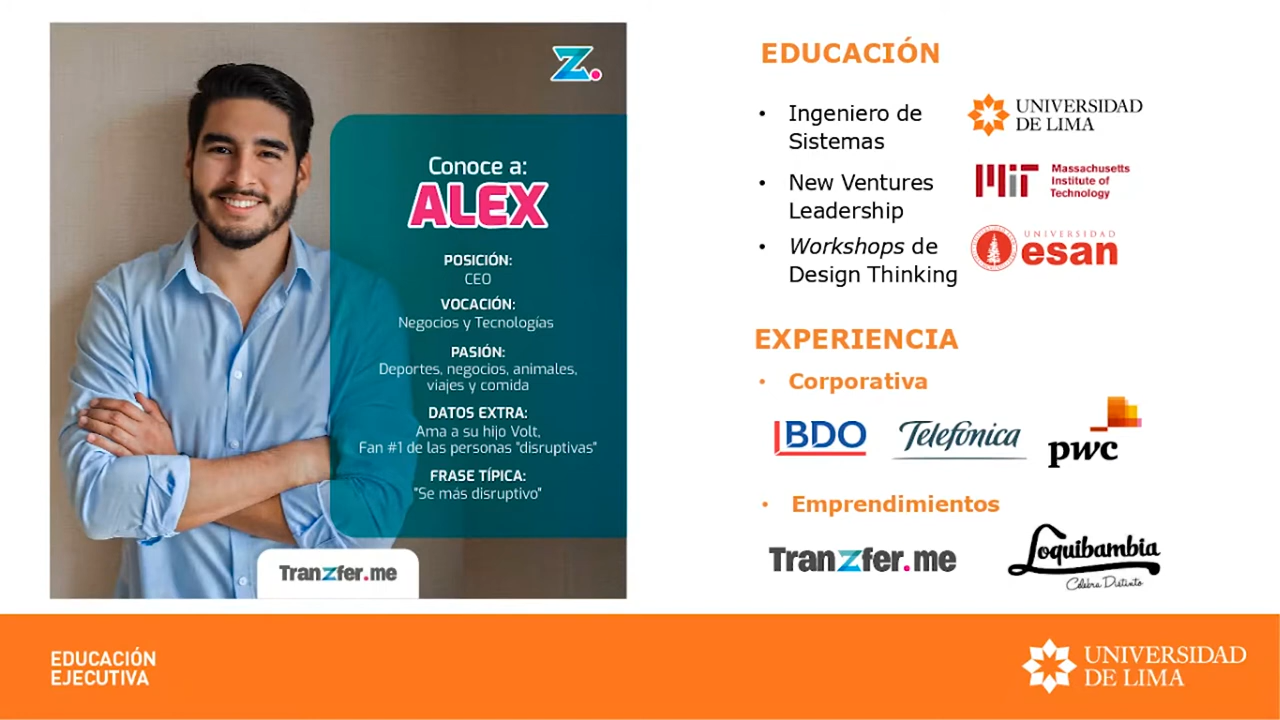 Z.
Conoce a:
ALEX
POSICIÓN:
CEO
VOCACIÓN:
Negocios y Tecnologías
PASIÓN:
Deportes, negocios, animales,
viajes y comida
DATOS EXTRA:
Ama a su hijo Volt,
Fan #1 de las personas "disruptivas"
FRASE TÍPICA:
"Se más disruptivo"
Tranzfer.me
EDUCACIÓN
• Ingeniero de
Sistemas
UNIVERSIDAD
DE LIMA
• New Ventures
Leadership
MIT
Massachusetts
Institute of
Technology
• Workshops de
Design Thinking
UNIVERSIDAD
esan
EXPERIENCIA
• Corporativa
BDO
Telefónica
pwc
• Emprendimientos
Tranzfer.me
Loquibambia
Celebra Distinto
EDUCACIÓN
EJECUTIVA
UNIVERSIDAD
DE LIMA